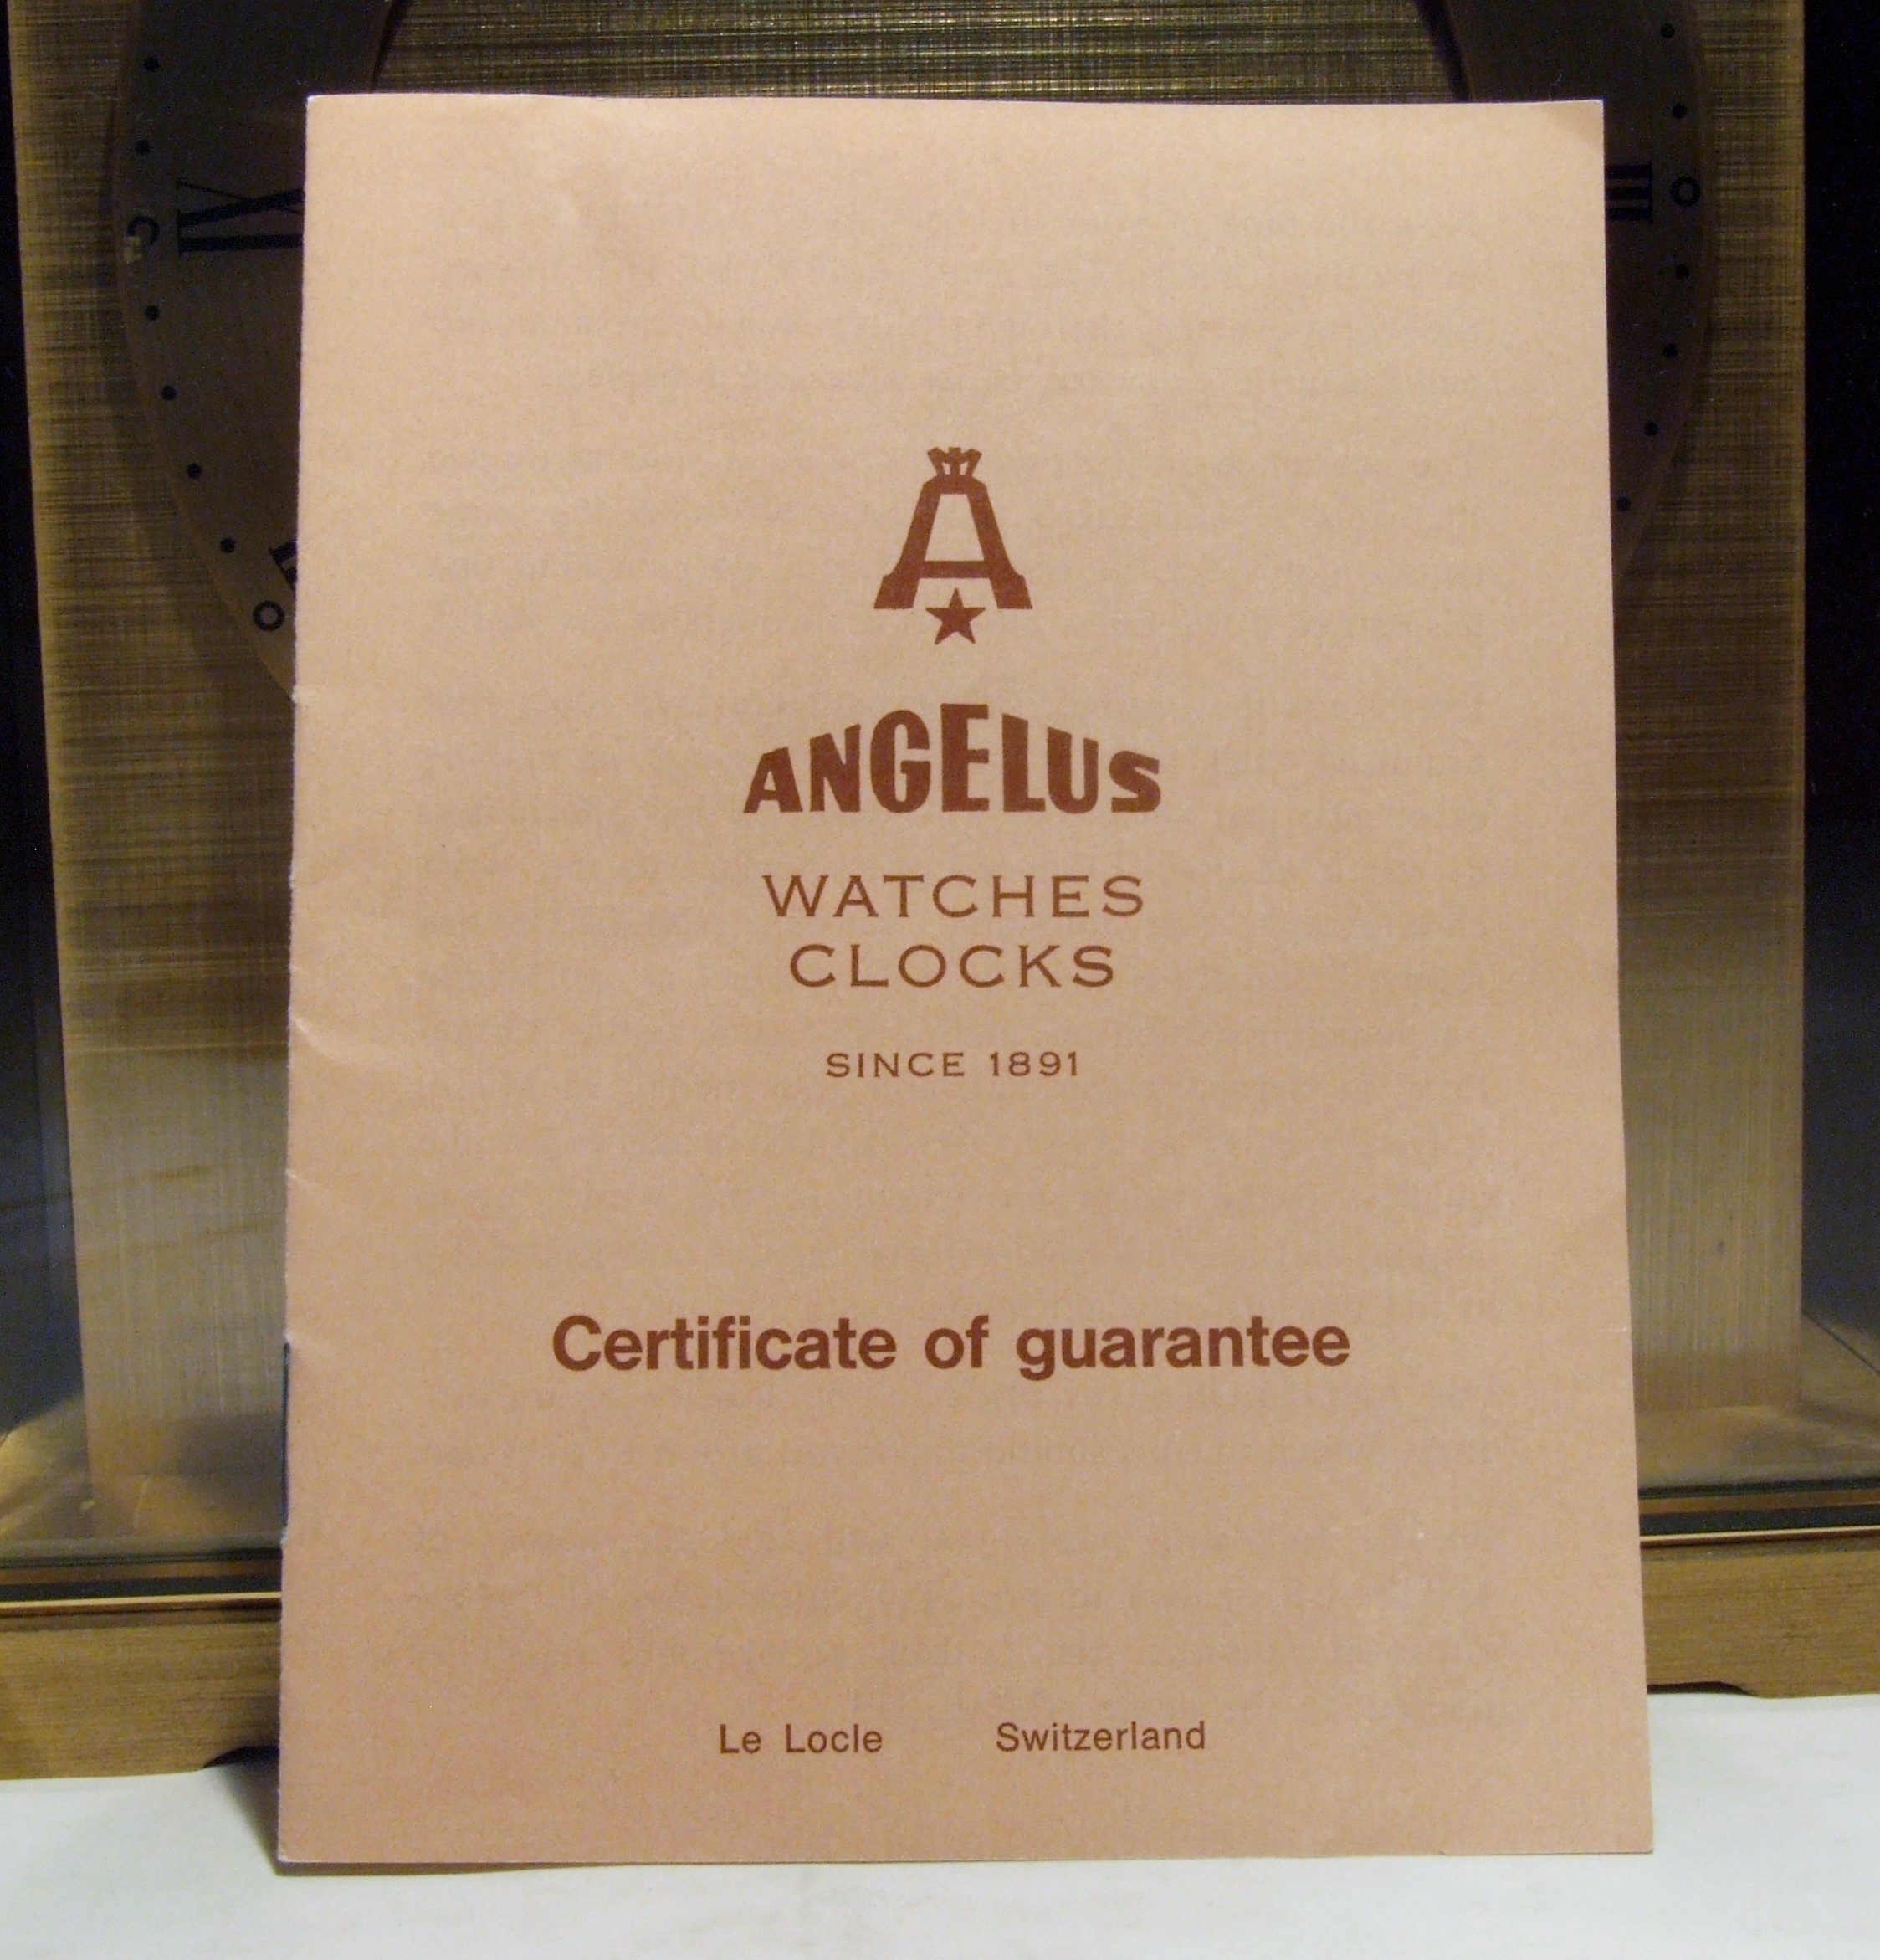 A
ANGELUS
WATCHES
CLOCKS
SINCE 1891
Certificate of guarantee
Le Locle Switzerland